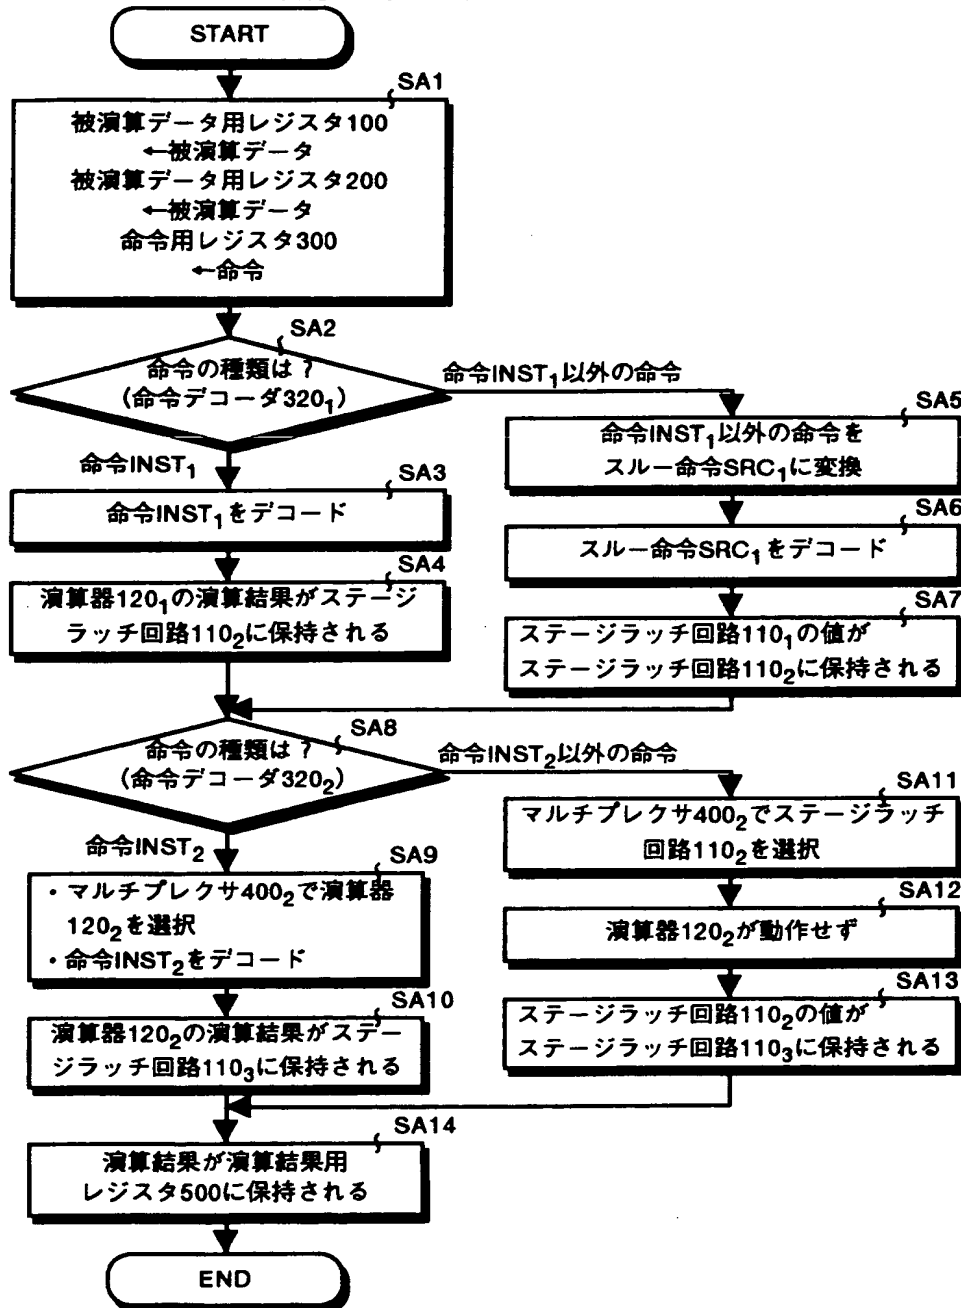 START
SA1
被演算データ用レジスタ100
←被演算データ
被演算データ用レジスタ200
←被演算データ
命令用レジスタ300
←命令
SA2
命令の種類は?
(命令デコーダ320₁)
命令INST₁以外の命令
命令INST₁
SA3
命令INST₁をデコード
SA4
演算器120₁の演算結果がステージ
ラッチ回路110₂に保持される
SA5
命令INST₁以外の命令を
スルー命令SRC₁に変換
SA6
スルー命令SRC₁をデコード
SA7
ステージラッチ回路110₁の値が
ステージラッチ回路110₂に保持される
SA8
命令の種類は?
(命令デコーダ320₂)
命令INST₂以外の命令
命令INST₂
SA9
・マルチプレクサ400₂で演算器
120₂を選択
・命令INST₂をデコード
SA10
演算器120₂の演算結果がステー
ジラッチ回路110₃に保持される
SA11
マルチプレクサ400₂でステージラッチ
回路110₂を選択
SA12
演算器120₂が動作せず
SA13
ステージラッチ回路110₂の値が
ステージラッチ回路110₃に保持される
SA14
演算結果が演算結果用
レジスタ500に保持される
END